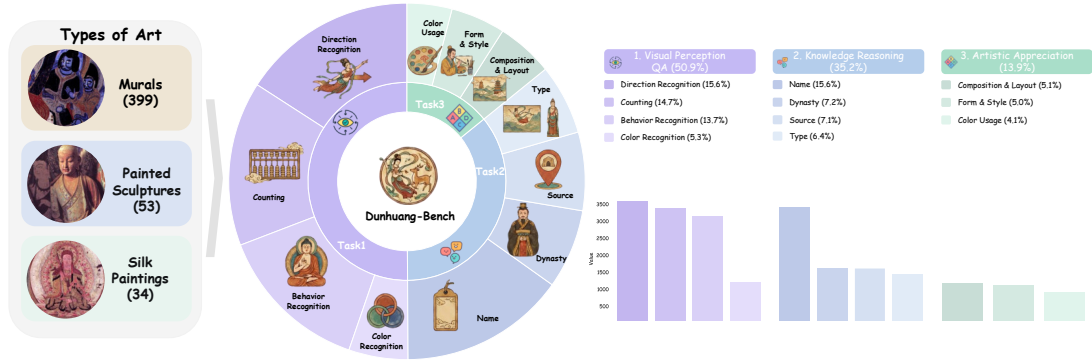 Types of Art
Murals
(399)
Painted
Sculptures
(53)
Silk
Paintings
(34)
Direction
Recognition
Color
Usage
Form
& Style
Composition
& Layout
Type
Source
Dynasty
Name
Color
Recognition
Behavior
Recognition
Counting
Task1
Task2
Task3
A
B
C
D
Dunhuang-Bench
1. Visual Perception
QA (50.9%)
Direction Recognition (15.6%)
Counting (14.7%)
Behavior Recognition (13.7%)
Color Recognition (5.3%)
2. Knowledge Reasoning
(35.2%)
Name (15.6%)
Dynasty (7.2%)
Source (7.1%)
Type (6.4%)
3. Artistic Appreciation
(13.9%)
Composition & Layout (5.1%)
Form & Style (5.0%)
Color Usage (4.1%)
Value
3500
3000
2500
2000
1500
1000
500